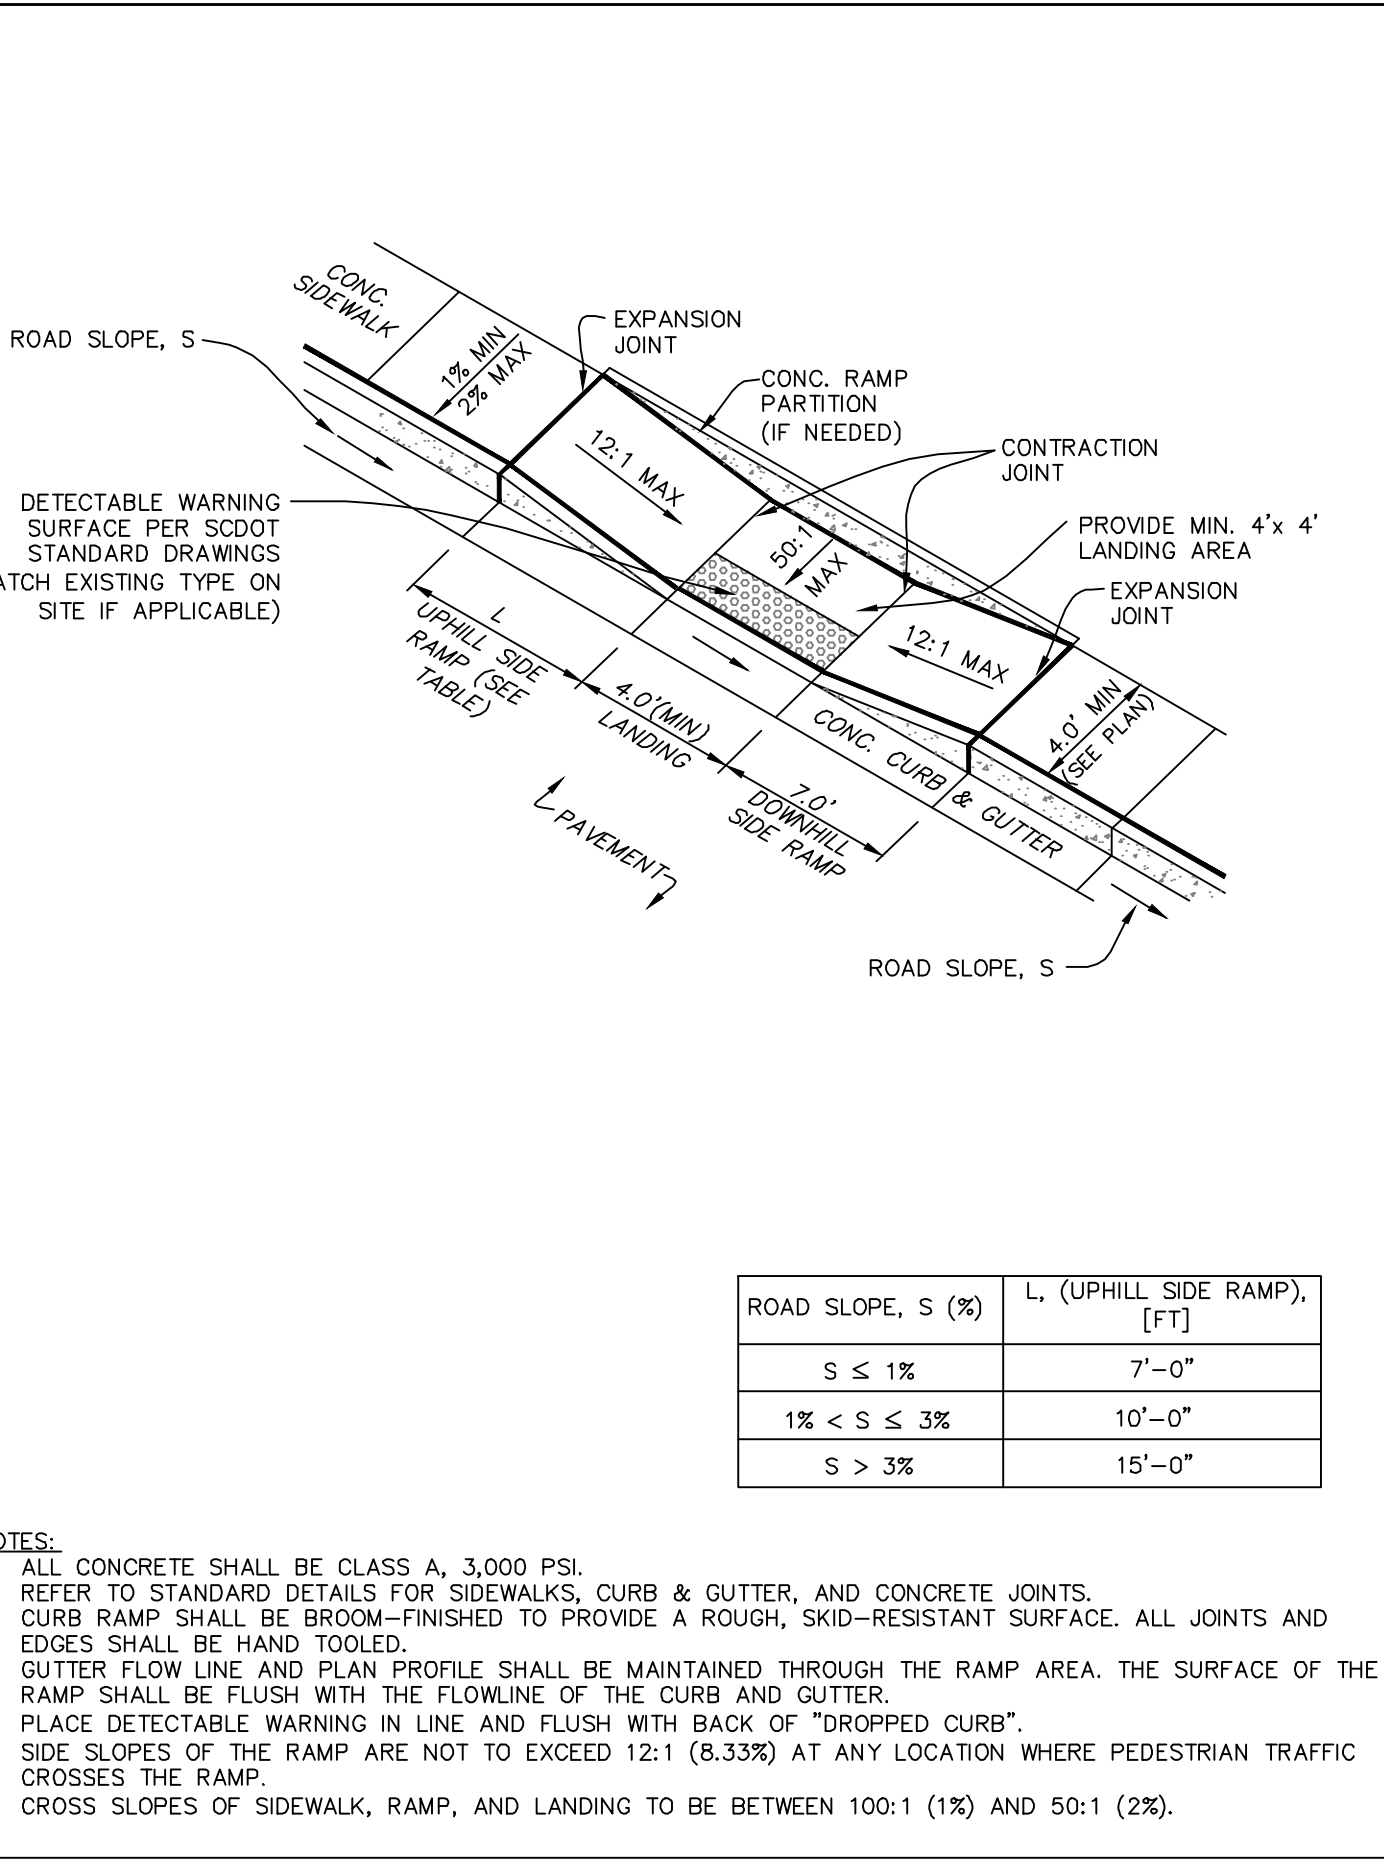 CONC.
SIDEWALK
ROAD SLOPE, S
1% MIN
2% MAX
EXPANSION
JOINT
CONC. RAMP
PARTITION
(IF NEEDED)
12:1 MAX
CONTRACTION
JOINT
DETECTABLE WARNING
SURFACE PER SCDOT
STANDARD DRAWINGS
EXISTING TYPE ON
SITE IF APPLICABLE)
50:1
MAX
PROVIDE MIN. 4'x 4'
LANDING AREA
EXPANSION
JOINT
12:1 MAX
L
UPHILL SIDE
RAMP (SEE
TABLE)
4.0'(MIN)
LANDING
7.0'
DOWNHILL
SIDE RAMP
CONC. CURB & GUTTER
4.0' MIN
(SEE PLAN)
PAVEMENT
ROAD SLOPE, S
ROAD SLOPE, S (%)
L, (UPHILL SIDE RAMP),
[FT]
S ≤ 1%
7'-0"
1% < S ≤ 3%
10'-0"
S > 3%
15'-0"
OTES:
ALL CONCRETE SHALL BE CLASS A, 3,000 PSI.
REFER TO STANDARD DETAILS FOR SIDEWALKS, CURB & GUTTER, AND CONCRETE JOINTS.
CURB RAMP SHALL BE BROOM-FINISHED TO PROVIDE A ROUGH, SKID-RESISTANT SURFACE. ALL JOINTS AND
EDGES SHALL BE HAND TOOLED.
GUTTER FLOW LINE AND PLAN PROFILE SHALL BE MAINTAINED THROUGH THE RAMP AREA. THE SURFACE OF THE
RAMP SHALL BE FLUSH WITH THE FLOWLINE OF THE CURB AND GUTTER.
PLACE DETECTABLE WARNING IN LINE AND FLUSH WITH BACK OF "DROPPED CURB".
SIDE SLOPES OF THE RAMP ARE NOT TO EXCEED 12:1 (8.33%) AT ANY LOCATION WHERE PEDESTRIAN TRAFFIC
CROSSES THE RAMP.
CROSS SLOPES OF SIDEWALK, RAMP, AND LANDING TO BE BETWEEN 100:1 (1%) AND 50:1 (2%).